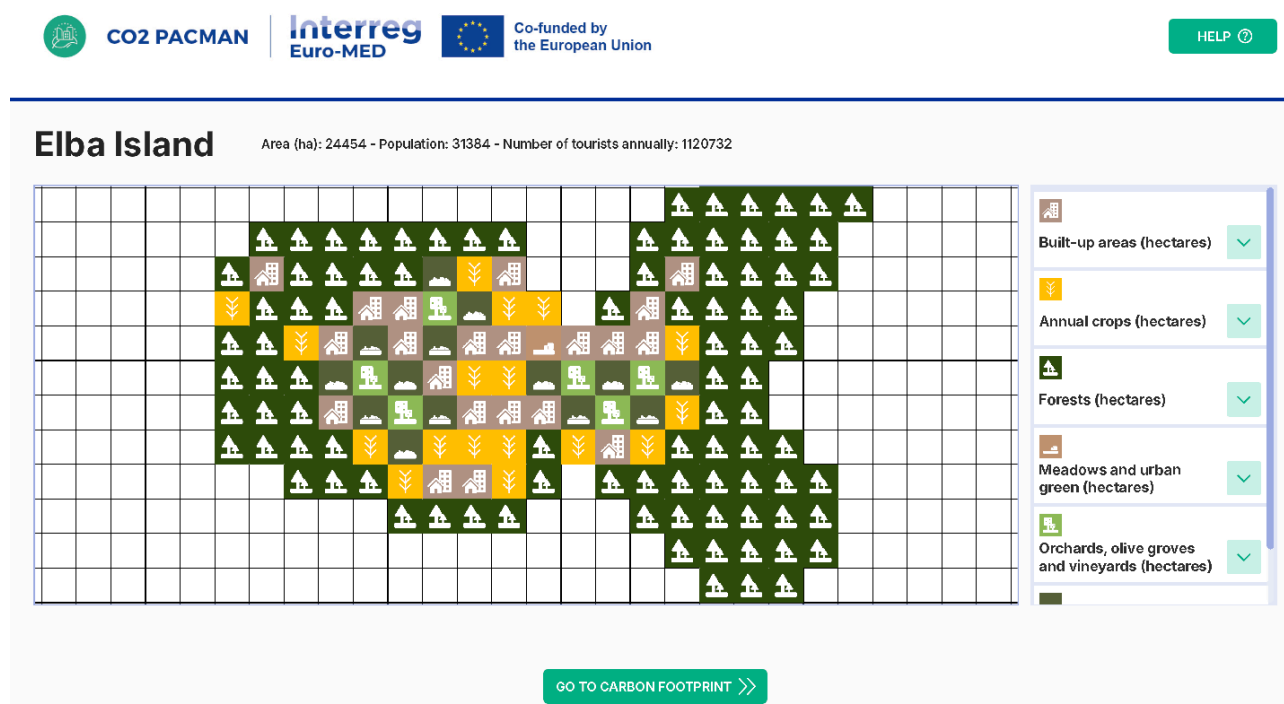 CO2 PACMAN
Interreg
Euro-MED
Co-funded by
the European Union
HELP
Elba Island
Area (ha): 24454 - Population: 31384 - Number of tourists annually: 1120732
Built-up areas (hectares)
Annual crops (hectares)
Forests (hectares)
Meadows and urban
green (hectares)
Orchards, olive groves
and vineyards (hectares)
GO TO CARBON FOOTPRINT